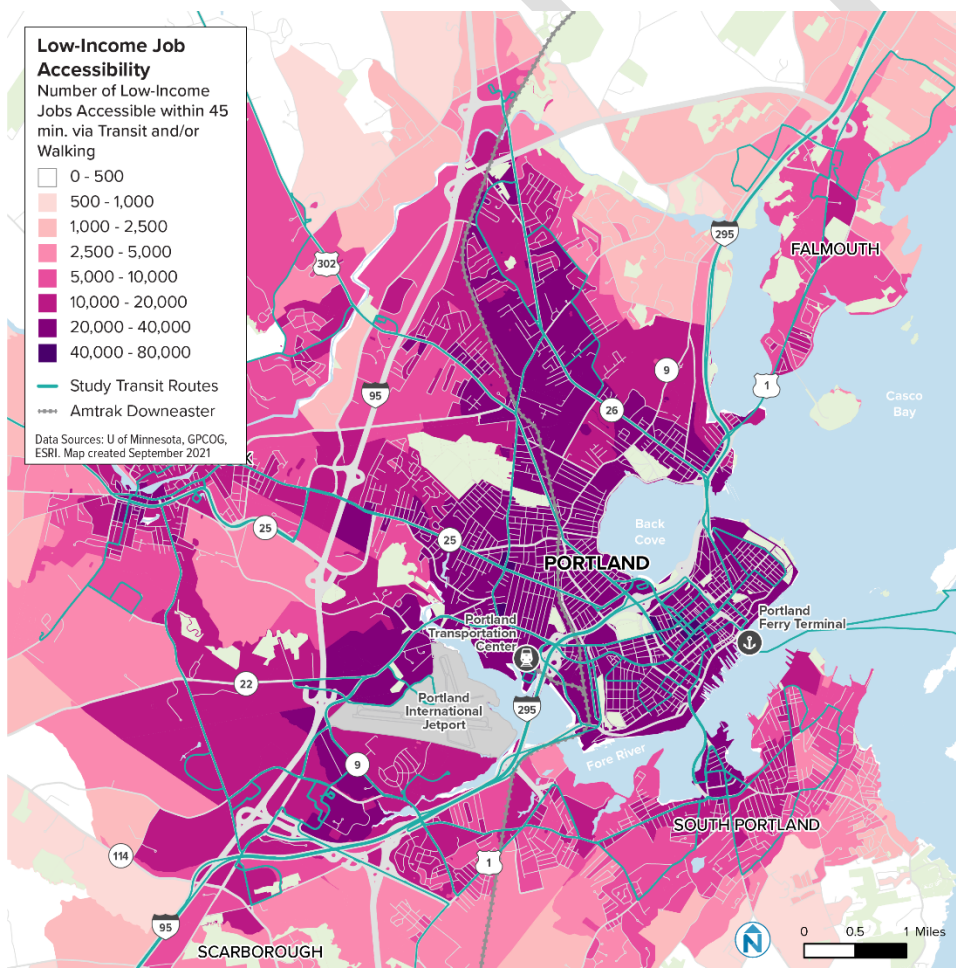 Low-Income Job
Accessibility
Number of Low-Income
Jobs Accessible within 45
min. via Transit and/or
Walking
0 - 500
500 - 1,000
1,000 - 2,500
2,500 - 5,000
5,000 - 10,000
10,000 - 20,000
20,000 - 40,000
40,000 - 80,000
Study Transit Routes
Amtrak Downeaster
Data Sources: U of Minnesota, GPCOG,
ESRI. Map created September 2021
295
FALMOUTH
302
9
1
95
26
Casco
Bay
25
25
Back
Cove
PORTLAND
Portland
Transportation
Center
Portland
Ferry Terminal
22
Portland
International
Jetport
295
Fore River
9
SOUTH PORTLAND
114
1
95
SCARBOROUGH
N
0 0.5 1 Miles